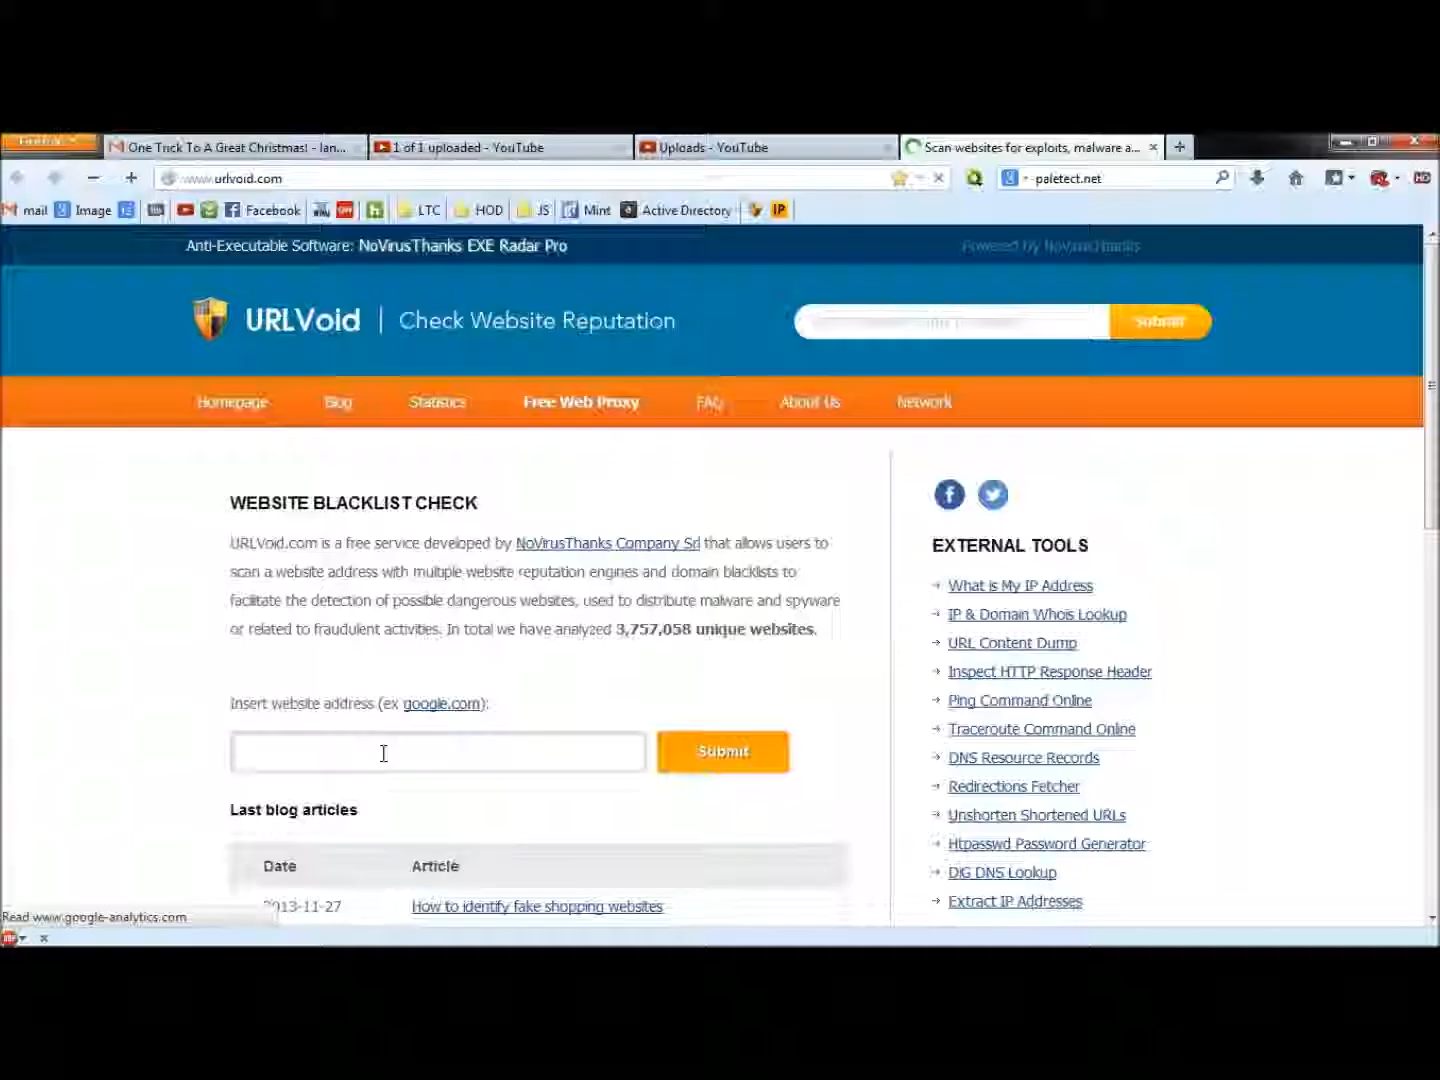 One Trick To A Great Christmas! - Ian...
1 of 1 uploaded - YouTube
Uploads - YouTube
Scan websites for exploits, malware a...
www.urlvoid.com
paletect.net
mail
Image
Facebook
LTC
HOD
JS
Mint
Active Directory
IP
Anti-Executable Software: NoVirusThanks EXE Radar Pro
Powered by NoVirusThanks
URLVoid | Check Website Reputation
Submit
Homepage
Blog
Statistics
Free Web Proxy
FAQ
About Us
Network
WEBSITE BLACKLIST CHECK
URLVoid.com is a free service developed by NoVirusThanks Company Srl that allows users to
scan a website address with multiple website reputation engines and domain blacklists to
facilitate the detection of possible dangerous websites, used to distribute malware and spyware
or related to fraudulent activities. In total we have analyzed 3,757,058 unique websites.
Insert website address (ex google.com):
Submit
Last blog articles
Date Article
2013-11-27 How to identify fake shopping websites
EXTERNAL TOOLS
What is My IP Address
IP & Domain Whois Lookup
URL Content Dump
Inspect HTTP Response Header
Ping Command Online
Traceroute Command Online
DNS Resource Records
Redirections Fetcher
Unshorten Shortened URLs
Htpasswd Password Generator
DiG DNS Lookup
Extract IP Addresses
Read www.google-analytics.com